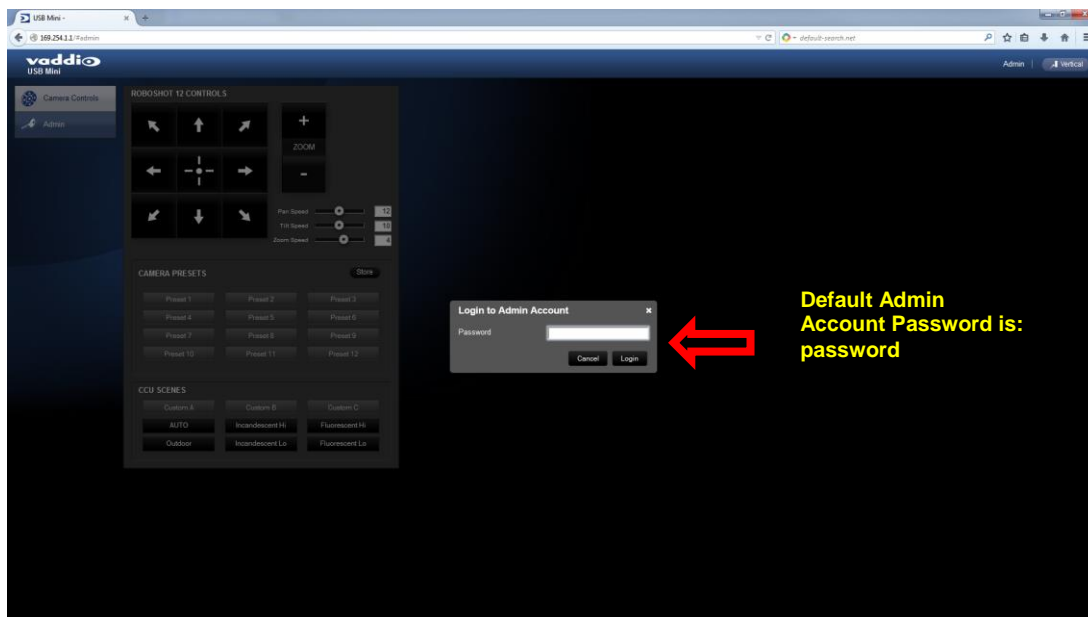 USB Mini -
169.254.1.1/#admin
default-search.net
vaddio
USB Mini
Admin
Vertical
Camera Controls
Admin
ROBOSHOT 12 CONTROLS
+
ZOOM
-
Pan Speed 12
Tilt Speed 10
Zoom Speed 4
CAMERA PRESETS
Store
Preset 1 Preset 2 Preset 3
Preset 4 Preset 5 Preset 6
Preset 7 Preset 8 Preset 9
Preset 10 Preset 11 Preset 12
CCU SCENES
Custom A Custom B Custom C
AUTO Incandescent Hi Fluorescent Hi
Outdoor Incandescent Lo Fluorescent Lo
Login to Admin Account
Password
Cancel Login
Default Admin
Account Password is:
password